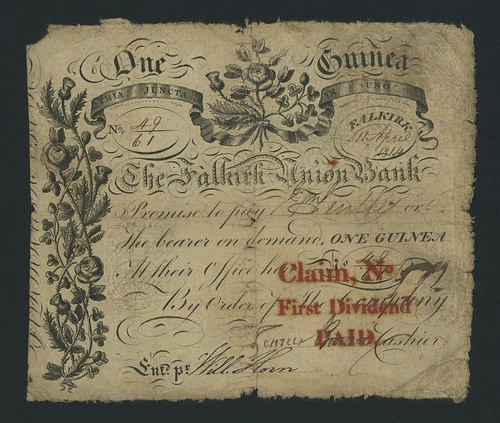 One Guinea
TRIA JUNCTA IN UNO
No. 49/61
FALKIRK
1814
The Falkirk Union Bank
Promise to pay or
the bearer on demand, ONE GUINEA
At their Office here
By Order of the Company
Claim, No
First Dividend
PAID
Cashier
Entd. pr. Will. Horn